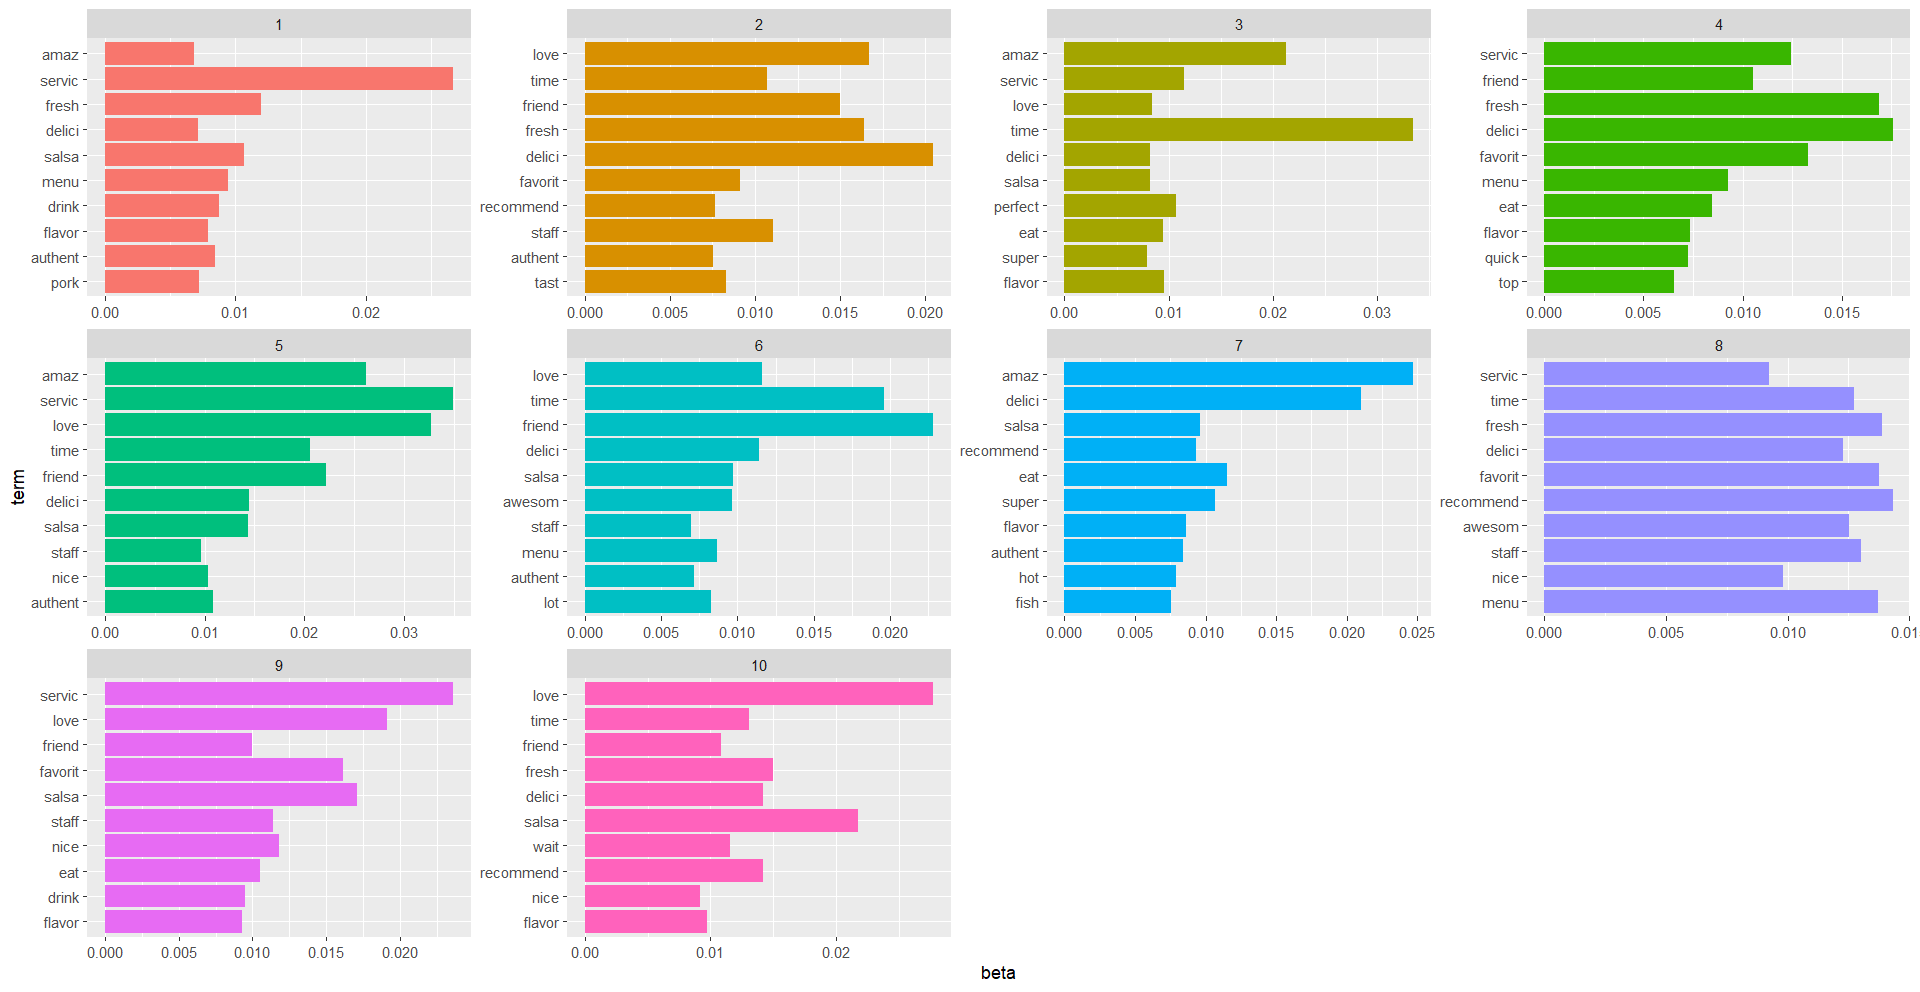 1
amaz
servic
fresh
delici
salsa
menu
drink
flavor
authent
pork
0.00 0.01 0.02
2
love
time
friend
fresh
delici
favorit
recommend
staff
authent
tast
0.000 0.005 0.010 0.015 0.020
3
amaz
servic
love
time
delici
salsa
perfect
eat
super
flavor
0.00 0.01 0.02 0.03
4
servic
friend
fresh
delici
favorit
menu
eat
flavor
quick
top
0.000 0.005 0.010 0.015
term
5
amaz
servic
love
time
friend
delici
salsa
staff
nice
authent
0.00 0.01 0.02 0.03
6
love
time
friend
delici
salsa
awesom
staff
menu
authent
lot
0.000 0.005 0.010 0.015 0.020
7
amaz
delici
salsa
recommend
eat
super
flavor
authent
hot
fish
0.000 0.005 0.010 0.015 0.020 0.025
8
servic
time
fresh
delici
favorit
recommend
awesom
staff
nice
menu
0.000 0.005 0.010 0.01
9
servic
love
friend
favorit
salsa
staff
nice
eat
drink
flavor
0.000 0.005 0.010 0.015 0.020
10
love
time
friend
fresh
delici
salsa
wait
recommend
nice
flavor
0.00 0.01 0.02
beta